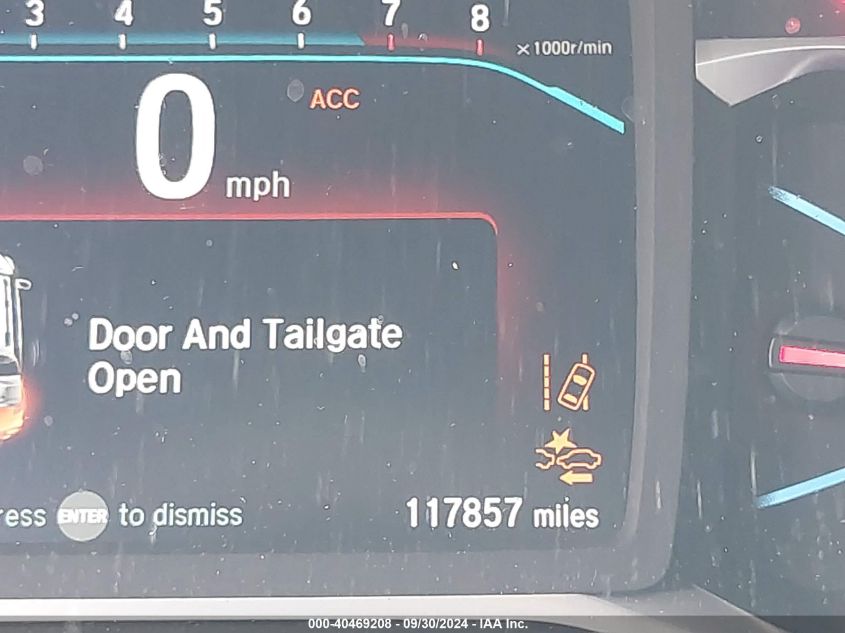 3 4 5 6 7 8
×1000r/min
ACC
0 mph
Door And Tailgate
Open
ress ENTER to dismiss
117857 miles
000-40469208 - 09/30/2024 - IAA Inc.